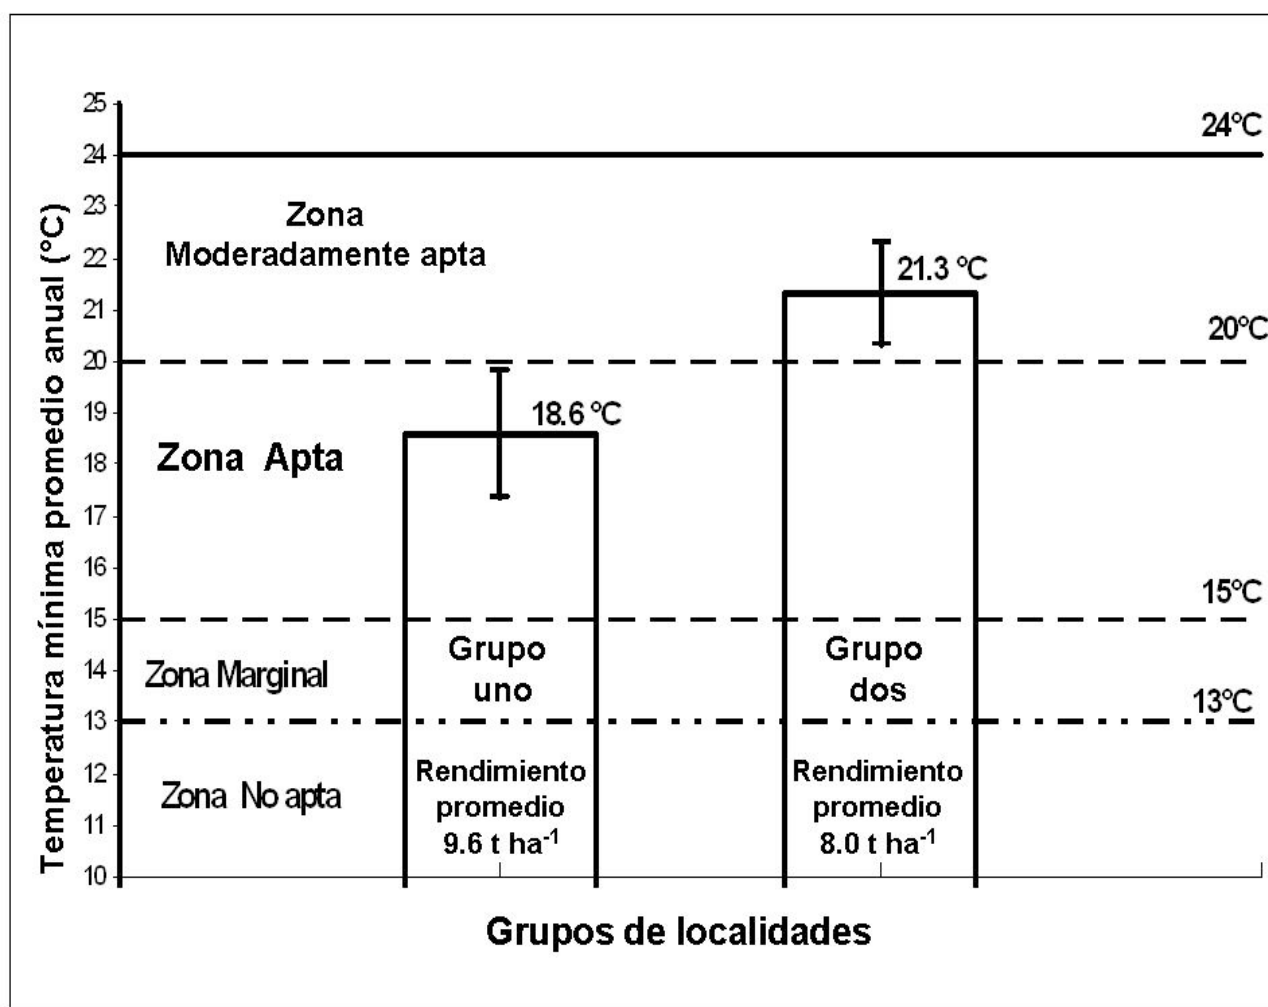 Temperatura mínima promedio anual (°C)
25
24
23
22
21
20
19
18
17
16
15
14
13
12
11
10
24°C
Zona
Moderadamente apta
21.3 °C
20°C
18.6 °C
Zona Apta
15°C
Zona Marginal
Grupo
uno
Grupo
dos
13°C
Zona No apta
Rendimiento
promedio
9.6 t ha⁻¹
Rendimiento
promedio
8.0 t ha⁻¹
Grupos de localidades